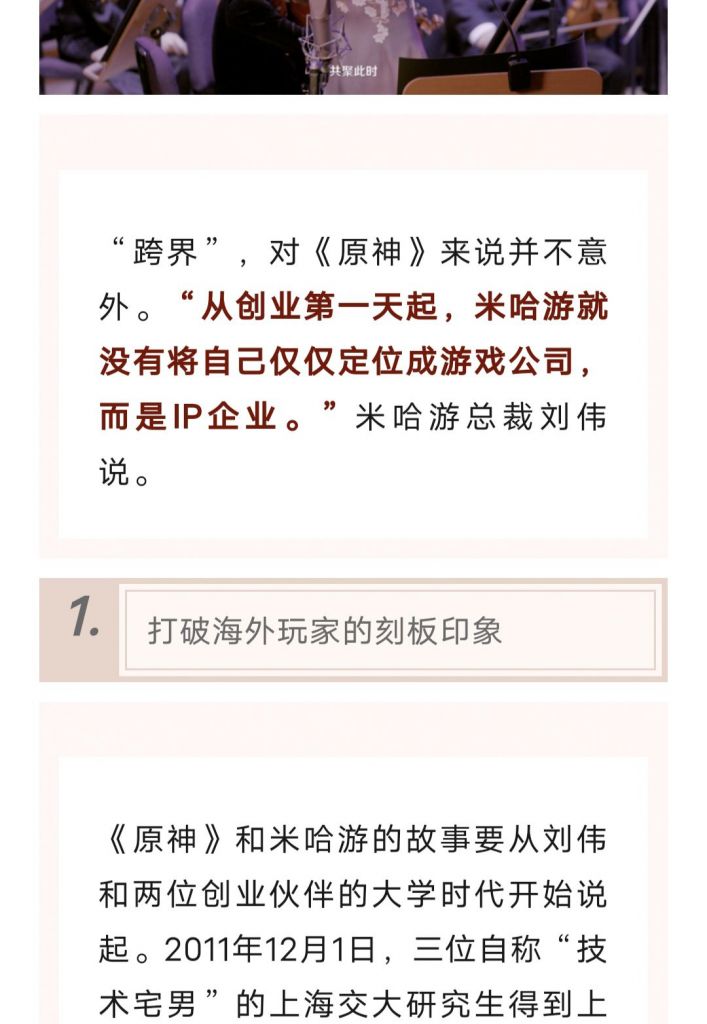 共聚此时
“跨界”，对《原神》来说并不意
外。“从创业第一天起，米哈游就
没有将自己仅仅定位成游戏公司，
而是IP企业。”米哈游总裁刘伟
说。
1.
打破海外玩家的刻板印象
《原神》和米哈游的故事要从刘伟
和两位创业伙伴的大学时代开始说
起。2011年12月1日，三位自称“技
术宅男”的上海交大研究生得到上